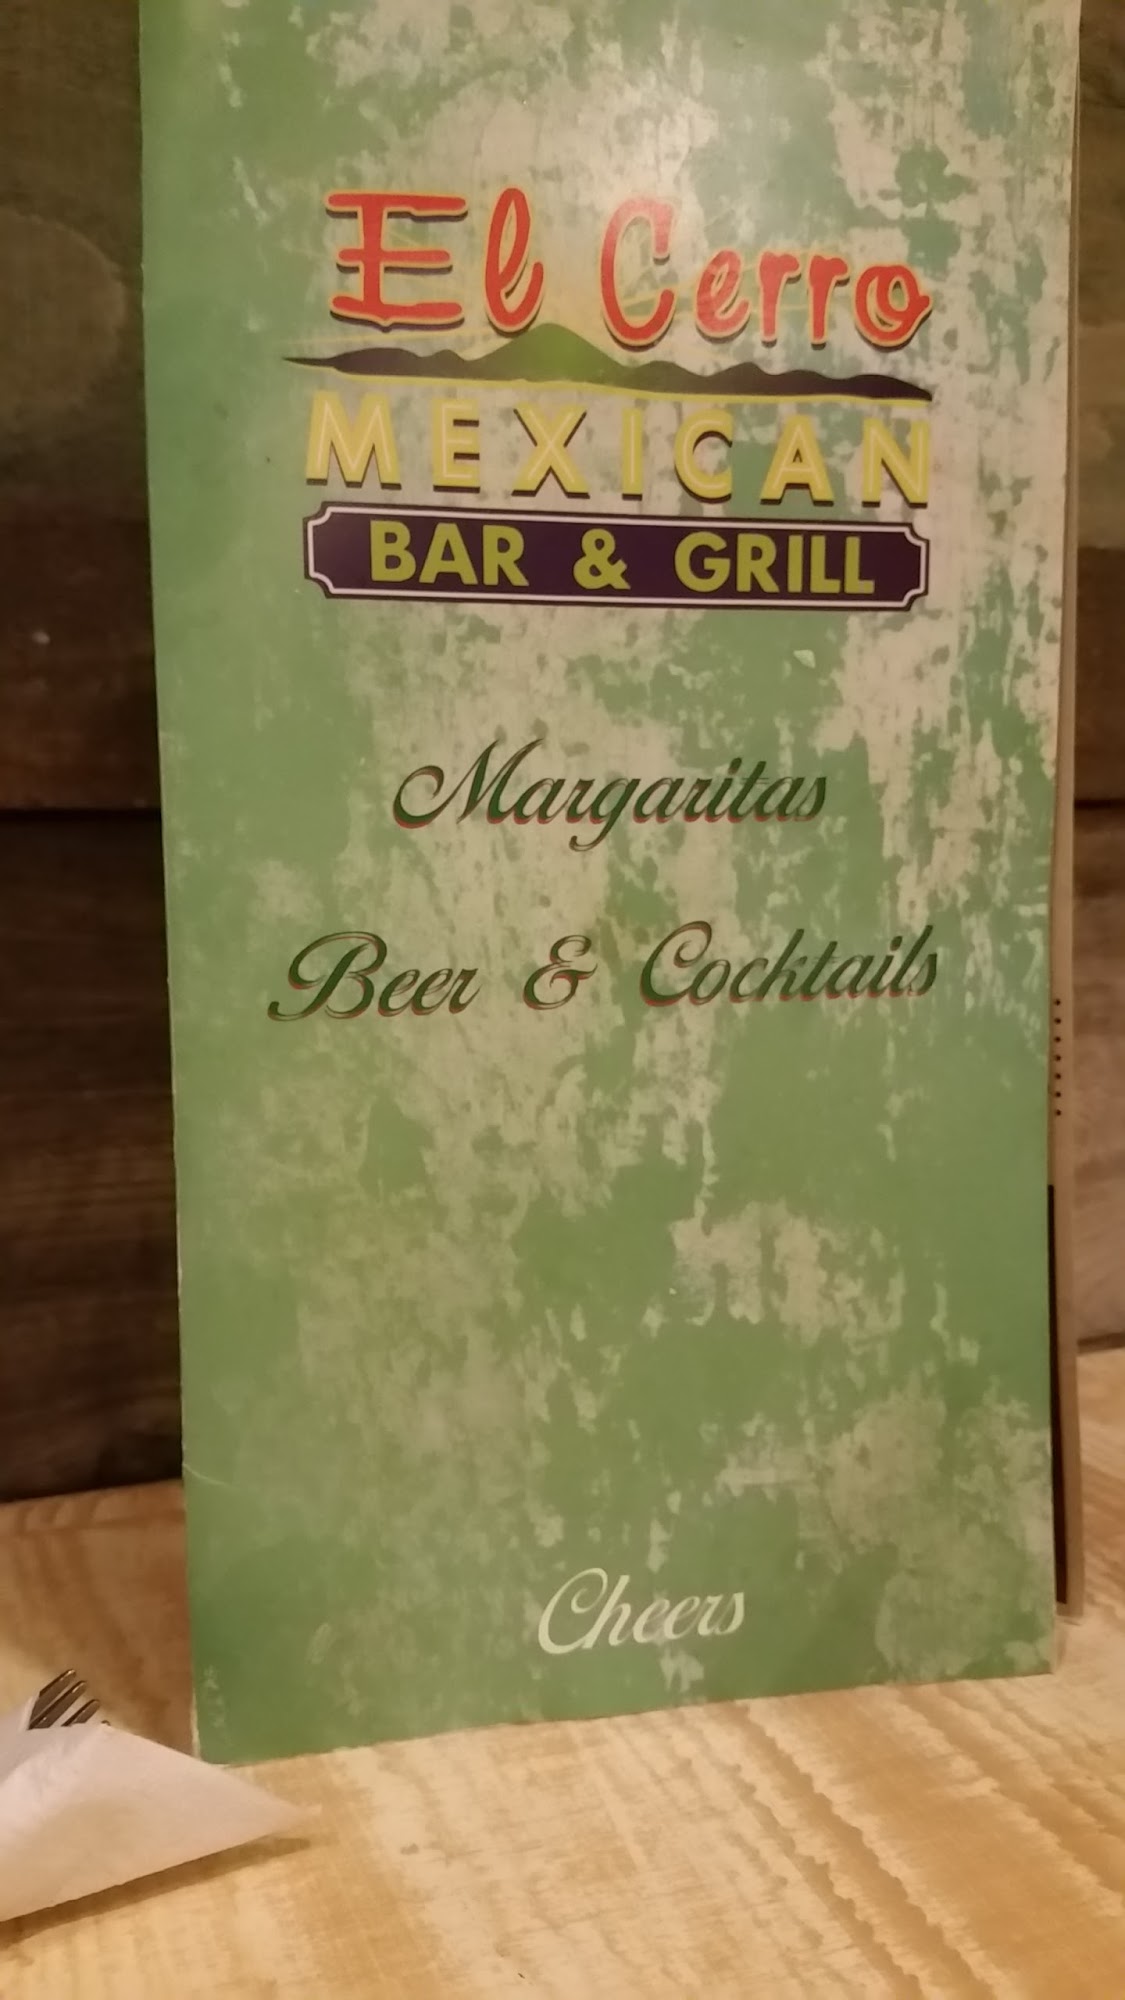 El Cerro
MEXICAN
BAR & GRILL
Margaritas
Beer & Cocktails
Cheers